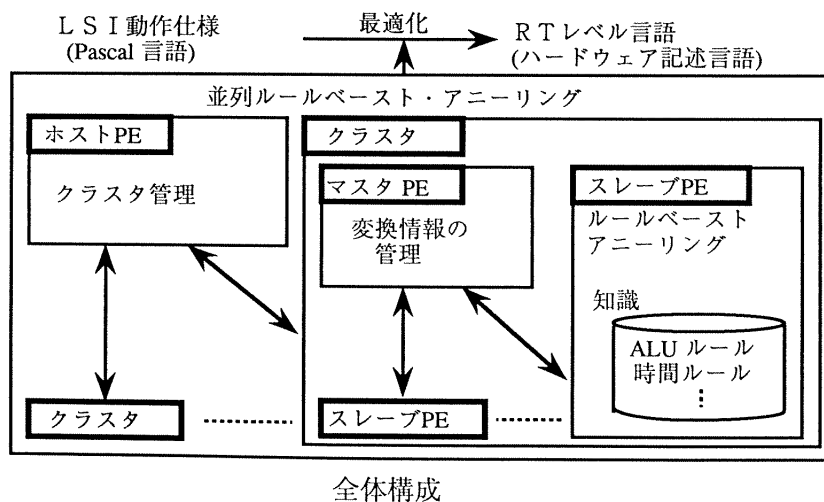 LSI動作仕様
(Pascal 言語)
最適化
RTレベル言語
(ハードウェア記述言語)
並列ルールベースト・アニーリング
ホストPE
クラスタ管理
クラスタ
マスタ PE
変換情報の
管理
スレーブPE
ルールベースト
アニーリング
知識
ALU ルール
時間ルール
⋮
クラスタ
スレーブPE
全体構成